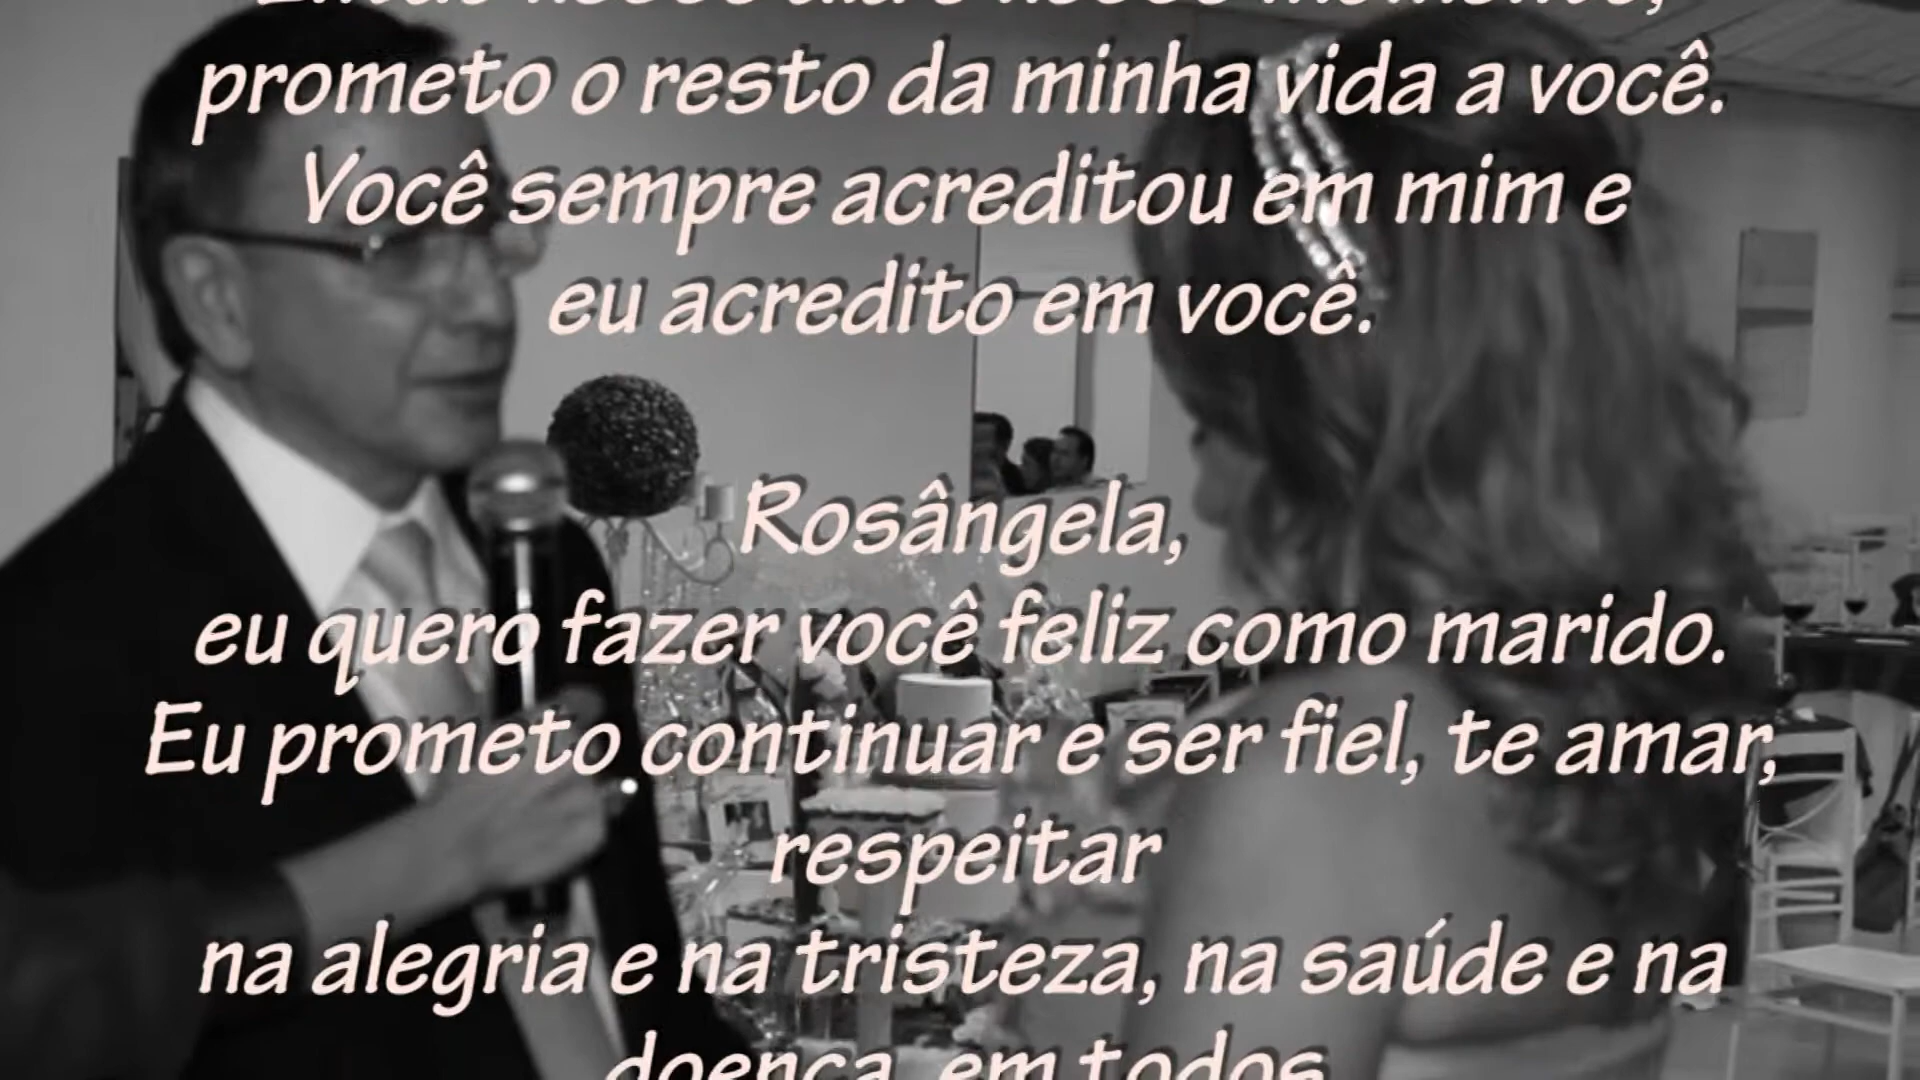 prometo o resto da minha vida a você.
Você sempre acreditou em mim e
eu acredito em você.
Rosângela,
eu quero fazer você feliz como marido.
Eu prometo continuar e ser fiel, te amar,
respeitar
na alegria e na tristeza, na saúde e na
doença, em todos